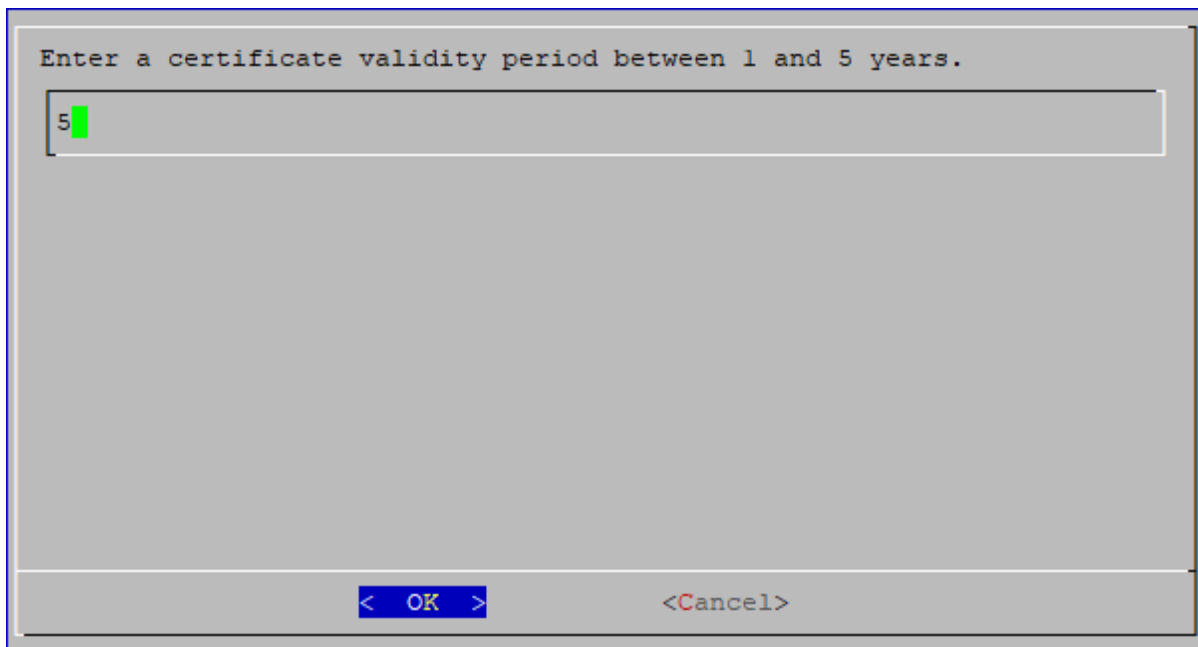 Enter a certificate validity period between 1 and 5 years.
5
< OK > <Cancel>